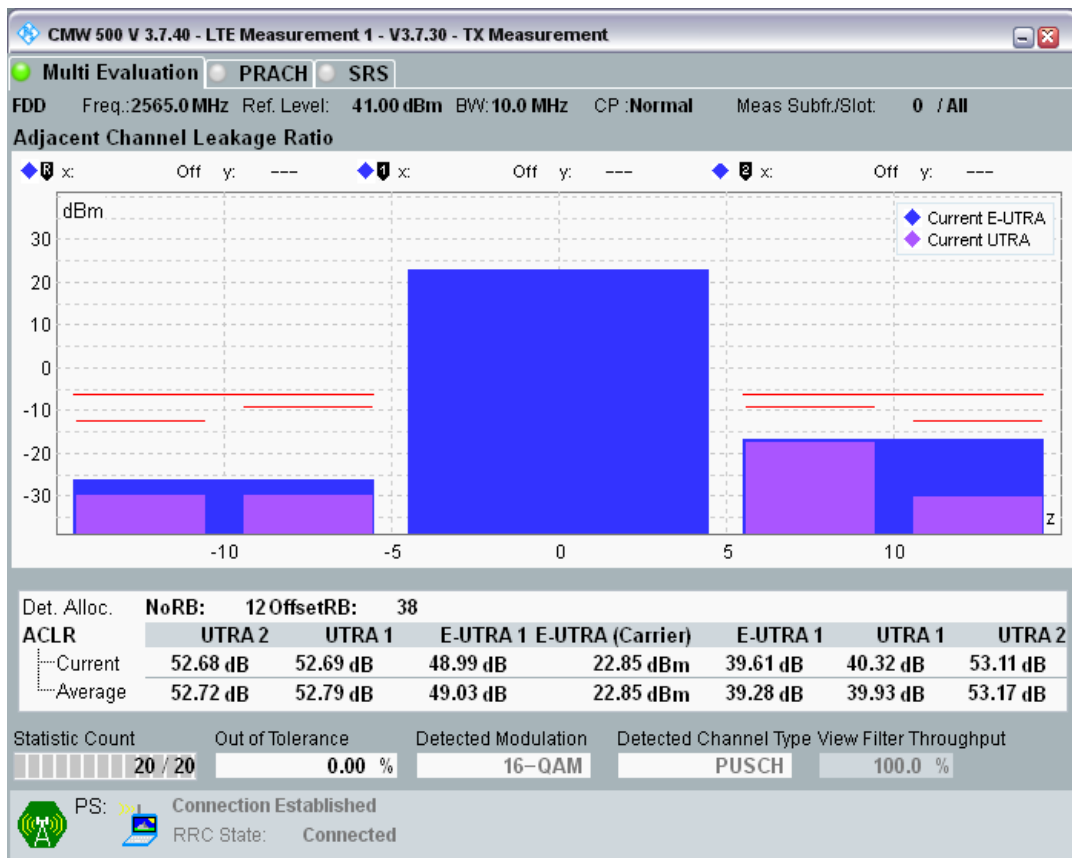 CMW 500 V 3.7.40 - LTE Measurement 1 - V3.7.30 - TX Measurement
Multi Evaluation PRACH SRS
FDD Freq.:2565.0 MHz Ref. Level: 41.00 dBm BW:10.0 MHz CP :Normal Meas Subfr./Slot: 0 / All
Adjacent Channel Leakage Ratio
R x: Off y: --- 1 x: Off y: --- 2 x: Off y: ---
dBm
Current E-UTRA
Current UTRA
30
20
10
0
-10
-20
-30
z
-10 -5 0 5 10
Det. Alloc. NoRB: 12 OffsetRB: 38
ACLR UTRA 2 UTRA 1 E-UTRA 1 E-UTRA (Carrier) E-UTRA 1 UTRA 1 UTRA 2
Current 52.68 dB 52.69 dB 48.99 dB 22.85 dBm 39.61 dB 40.32 dB 53.11 dB
Average 52.72 dB 52.79 dB 49.03 dB 22.85 dBm 39.28 dB 39.93 dB 53.17 dB
Statistic Count Out of Tolerance Detected Modulation Detected Channel Type View Filter Throughput
20 / 20 0.00 % 16-QAM PUSCH 100.0 %
PS: Connection Established
RRC State: Connected